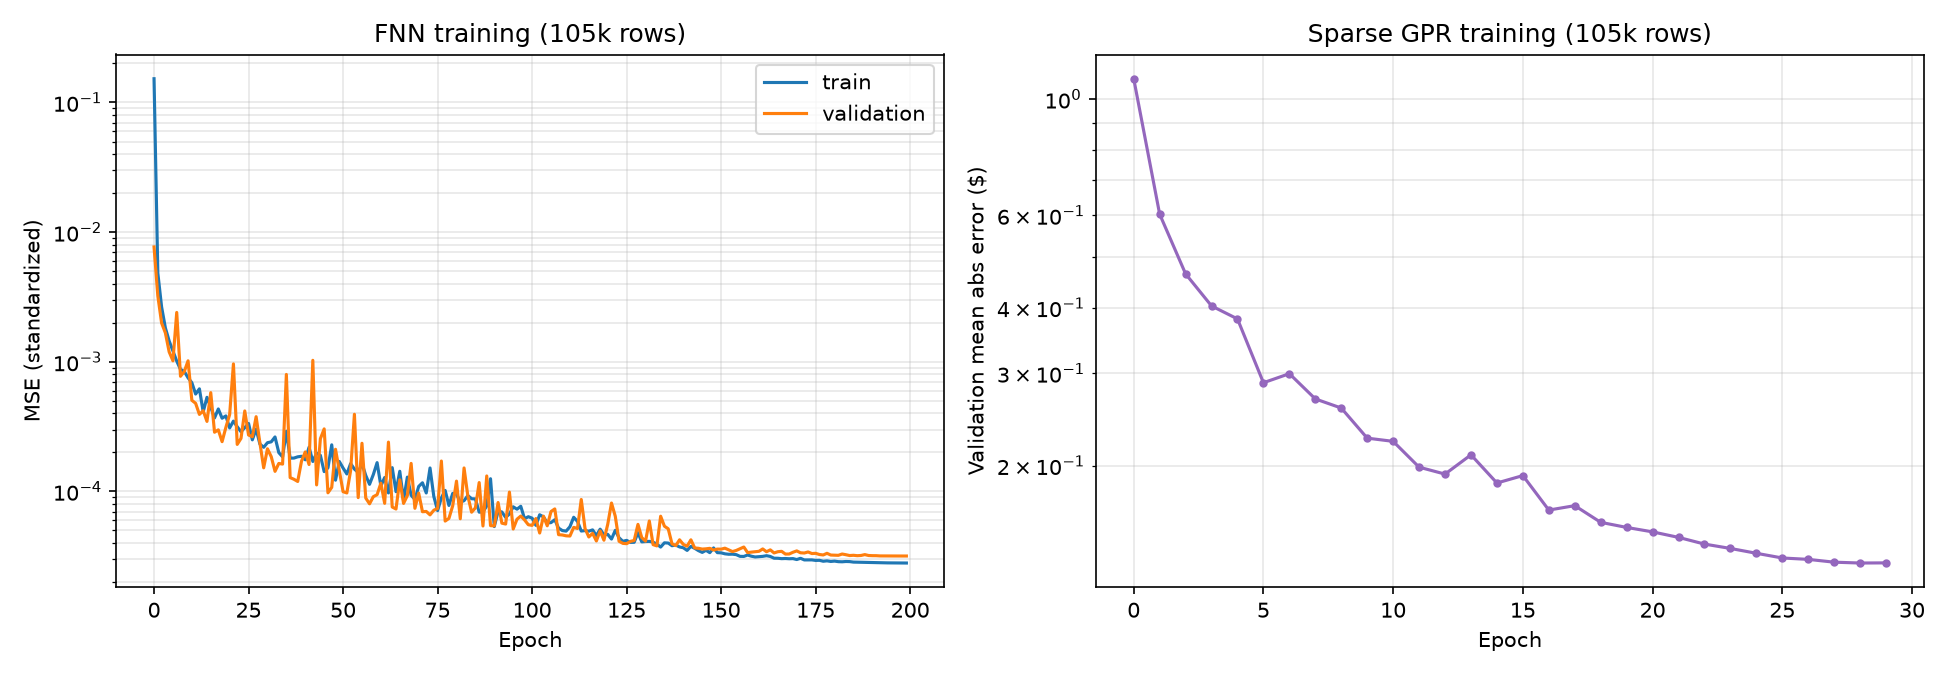 FNN training (105k rows)
train
validation
10⁻¹
10⁻²
10⁻³
10⁻⁴
MSE (standardized)
0 25 50 75 100 125 150 175 200
Epoch
Sparse GPR training (105k rows)
10⁰
6 × 10⁻¹
4 × 10⁻¹
3 × 10⁻¹
2 × 10⁻¹
Validation mean abs error ($)
0 5 10 15 20 25 30
Epoch